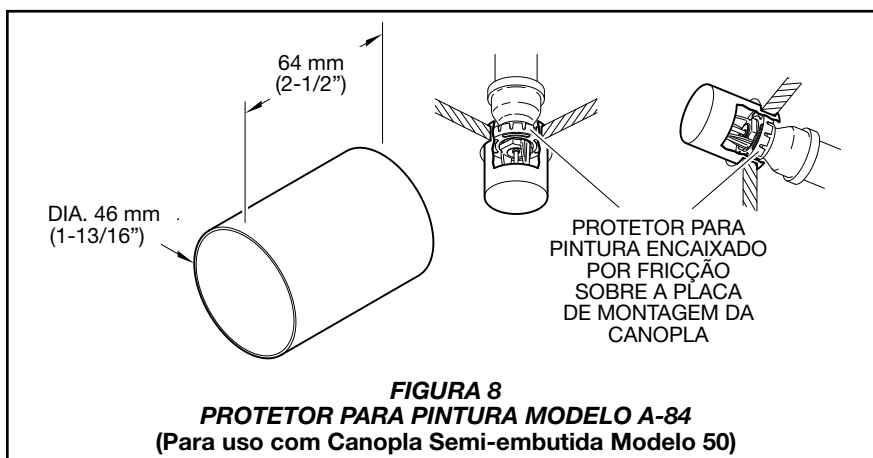 64 mm
(2-1/2”)
DIA. 46 mm
(1-13/16”)
PROTETOR PARA
PINTURA ENCAIXADO
POR FRICÇÃO
SOBRE A PLACA
DE MONTAGEM DA
CANOPLA
FIGURA 8
PROTETOR PARA PINTURA MODELO A-84
(Para uso com Canopla Semi-embutida Modelo 50)